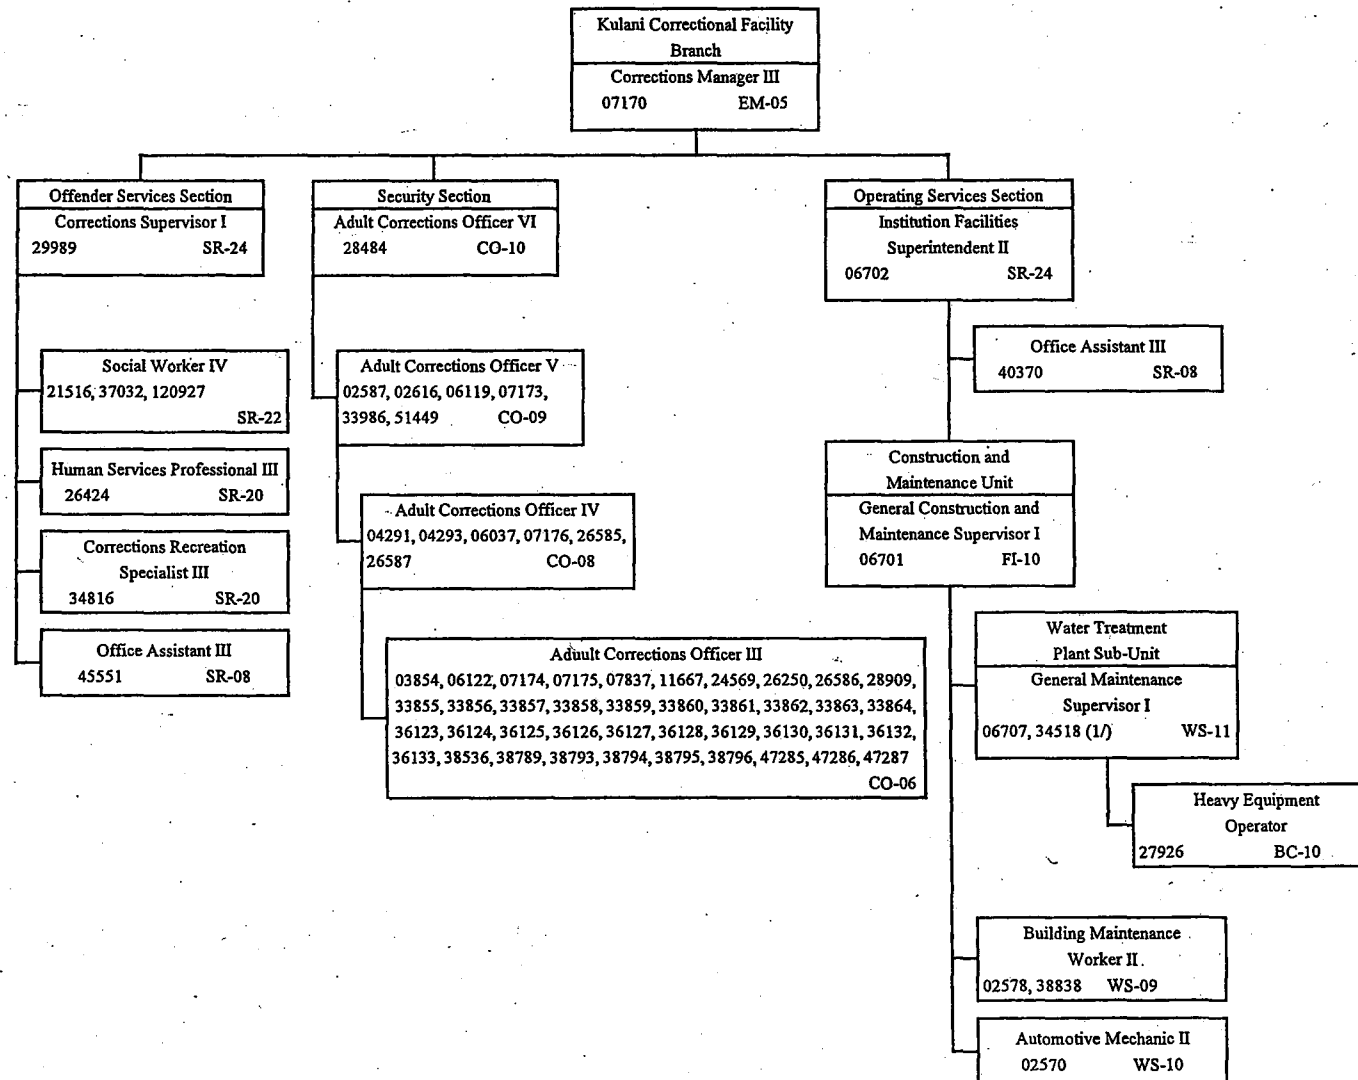 Kulani Correctional Facility
Branch
Corrections Manager III
07170 EM-05
Offender Services Section
Corrections Supervisor I
29989 SR-24
Social Worker IV
21516, 37032, 120927
SR-22
Human Services Professional III
26424 SR-20
Corrections Recreation
Specialist III
34816 SR-20
Office Assistant III
45551 SR-08
Security Section
Adult Corrections Officer VI
28484 CO-10
Adult Corrections Officer V
02587, 02616, 06119, 07173,
33986, 51449 CO-09
Adult Corrections Officer IV
04291, 04293, 06037, 07176, 26585,
26587 CO-08
Aduult Corrections Officer III
03854, 06122, 07174, 07175, 07837, 11667, 24569, 26250, 26586, 28909,
33855, 33856, 33857, 33858, 33859, 33860, 33861, 33862, 33863, 33864,
36123, 36124, 36125, 36126, 36127, 36128, 36129, 36130, 36131, 36132,
36133, 38536, 38789, 38793, 38794, 38795, 38796, 47285, 47286, 47287
CO-06
Operating Services Section
Institution Facilities
Superintendent II
06702 SR-24
Office Assistant III
40370 SR-08
Construction and
Maintenance Unit
General Construction and
Maintenance Supervisor I
06701 FI-10
Water Treatment
Plant Sub-Unit
General Maintenance
Supervisor I
06707, 34518 (1/) WS-11
Heavy Equipment
Operator
27926 BC-10
Building Maintenance
Worker II
02578, 38838 WS-09
Automotive Mechanic II
02570 WS-10